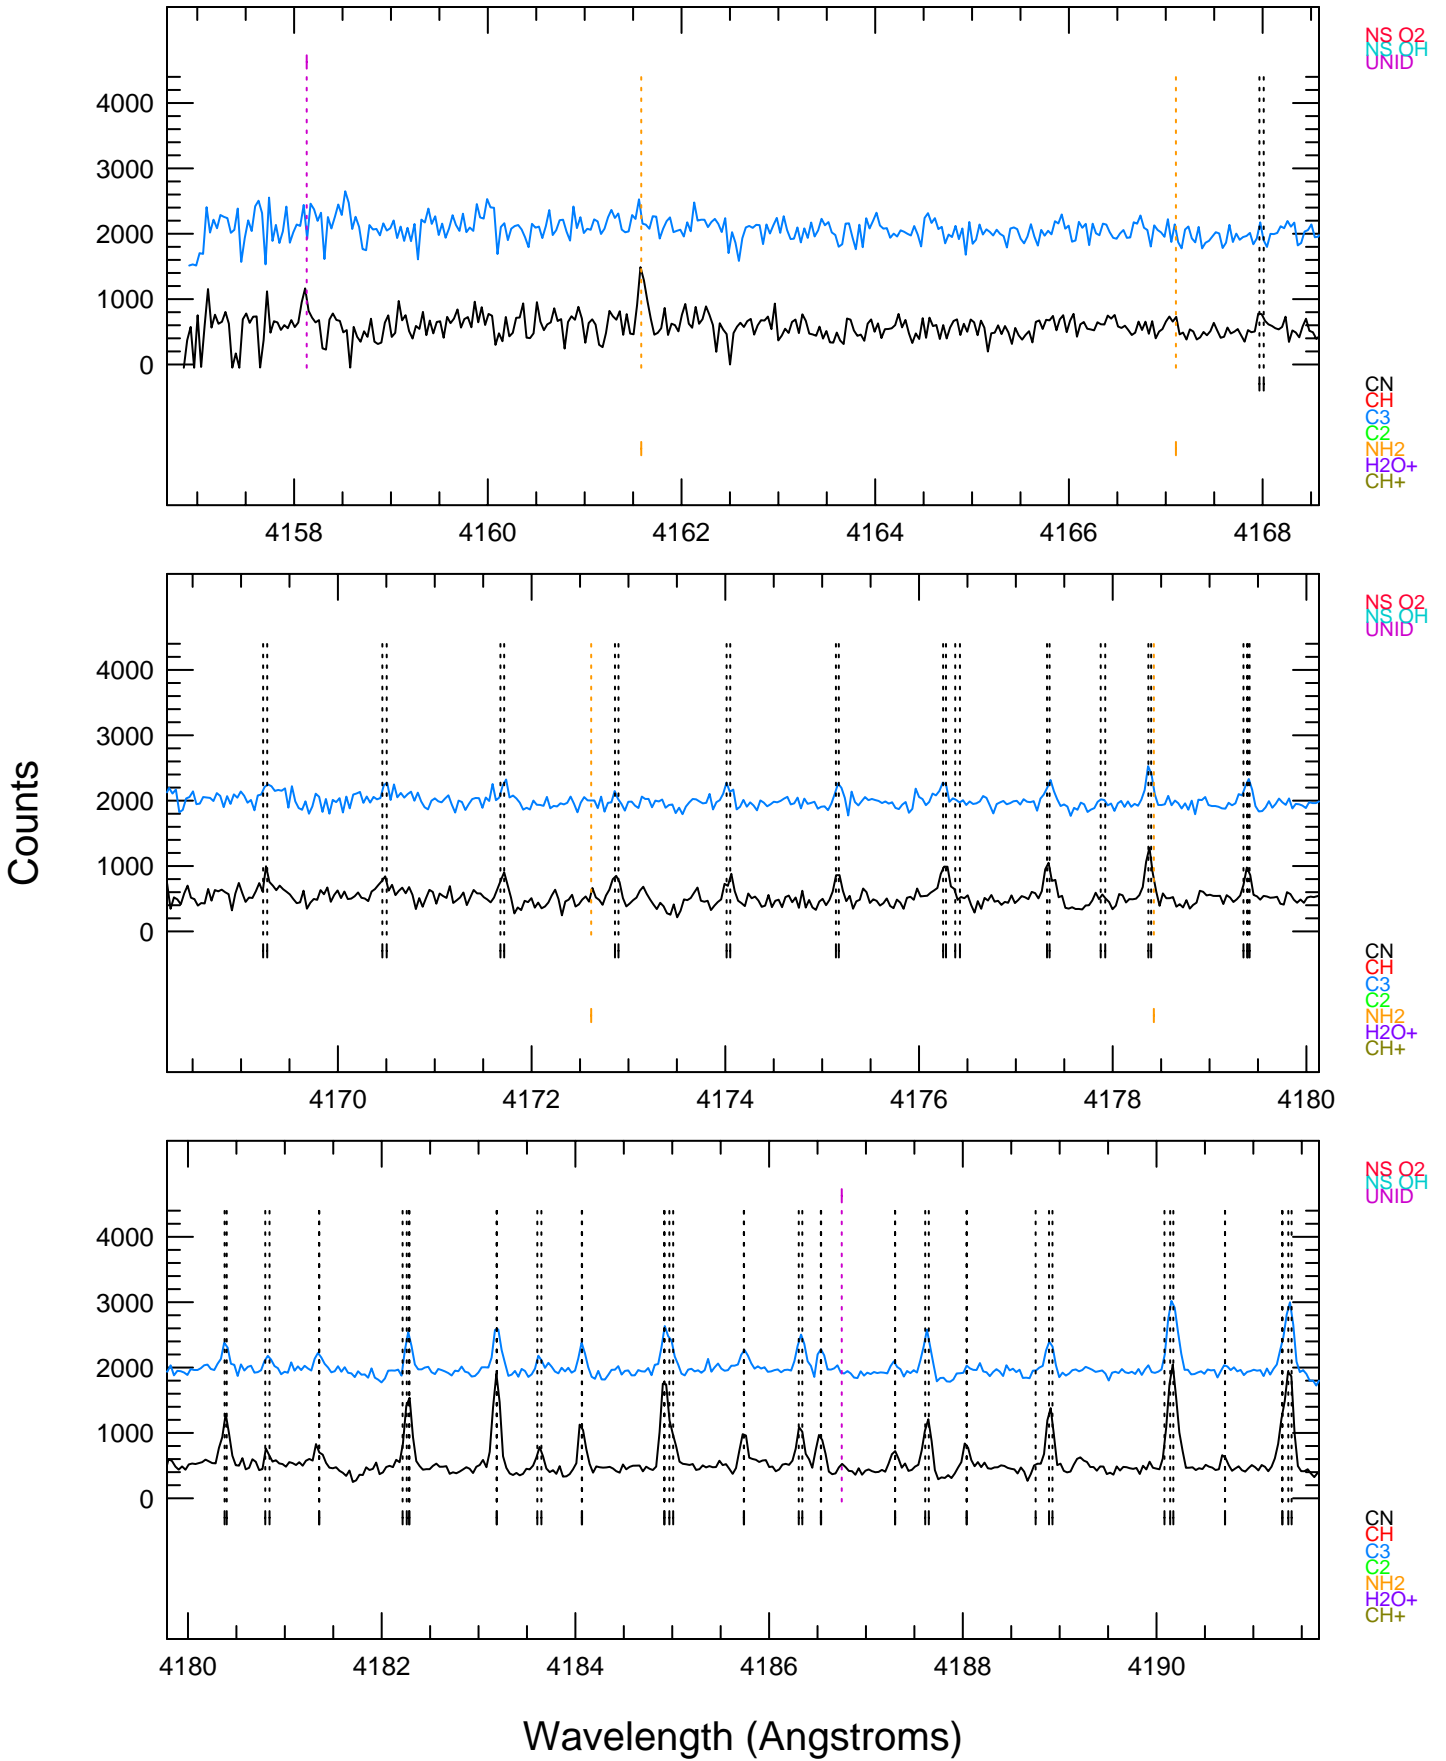 NS O2
NS OH
UNID
4000
3000
2000
1000
0
CN
CH
C3
C2
NH2
H2O+
CH+
4158 4160 4162 4164 4166 4168
NS O2
NS OH
UNID
4000
3000
2000
1000
0
CN
CH
C3
C2
NH2
H2O+
CH+
4170 4172 4174 4176 4178 4180
Counts
NS O2
NS OH
UNID
4000
3000
2000
1000
0
CN
CH
C3
C2
NH2
H2O+
CH+
4180 4182 4184 4186 4188 4190
Wavelength (Angstroms)